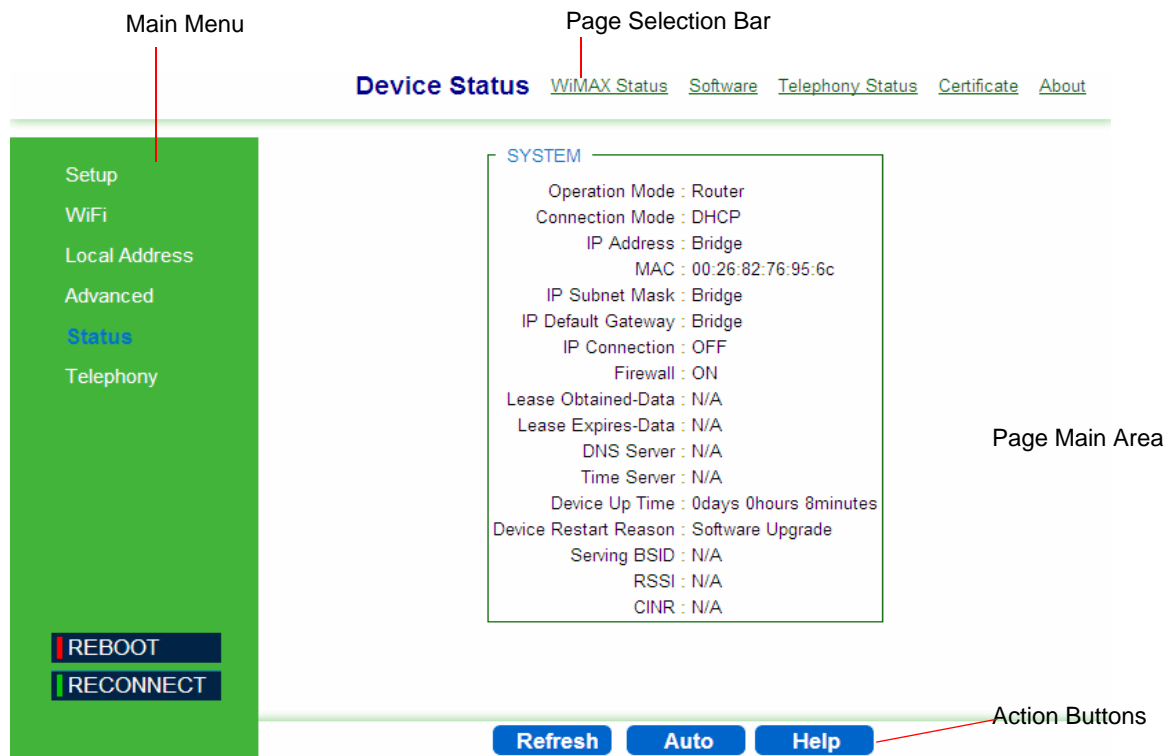 Main Menu
Page Selection Bar
Device Status WiMAX Status Software Telephony Status Certificate About
Setup
WiFi
Local Address
Advanced
Status
Telephony
REBOOT
RECONNECT
SYSTEM
Operation Mode : Router
Connection Mode : DHCP
IP Address : Bridge
MAC : 00:26:82:76:95:6c
IP Subnet Mask : Bridge
IP Default Gateway : Bridge
IP Connection : OFF
Firewall : ON
Lease Obtained-Data : N/A
Lease Expires-Data : N/A
DNS Server : N/A
Time Server : N/A
Device Up Time : 0days 0hours 8minutes
Device Restart Reason : Software Upgrade
Serving BSID : N/A
RSSI : N/A
CINR : N/A
Page Main Area
Action Buttons
Refresh Auto Help